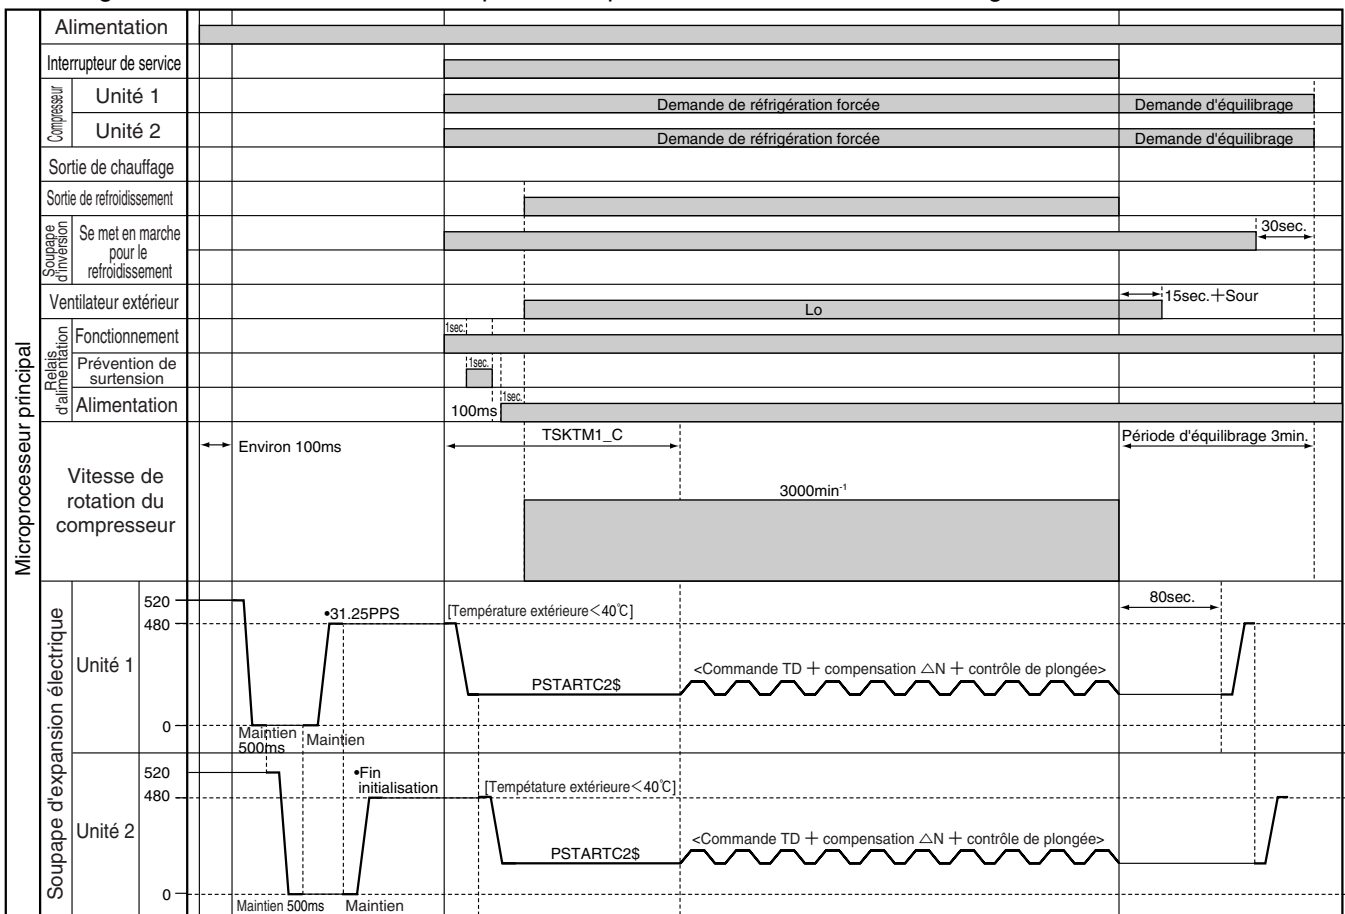 Microprocesseur principal
Alimentation
Interrupteur de service
Compresseur
Unité 1
Demande de réfrigération forcée
Demande d'équilibrage
Unité 2
Demande de réfrigération forcée
Demande d'équilibrage
Sortie de chauffage
Sortie de refroidissement
Soupape
d'inversion
Se met en marche
pour le
refroidissement
30sec.
Ventilateur extérieur
Lo
15sec.+Sour
Relais
d'alimentation
Fonctionnement
1sec.
Prévention de
surtension
1sec.
Alimentation
100ms
1sec.
Vitesse de
rotation du
compresseur
Environ 100ms
TSKTM1_C
Période d'équilibrage 3min.
3000min-1
Soupape d'expansion électrique
Unité 1
520
480
0
•31.25PPS
[Température extérieure<40℃]
80sec.
PSTARTC2$
<Commande TD + compensation △N + contrôle de plongée>
Maintien
500ms
Maintien
Unité 2
520
480
0
•Fin
initialisation
[Tempétature extérieure<40℃]
PSTARTC2$
<Commande TD + compensation △N + contrôle de plongée>
Maintien 500ms
Maintien